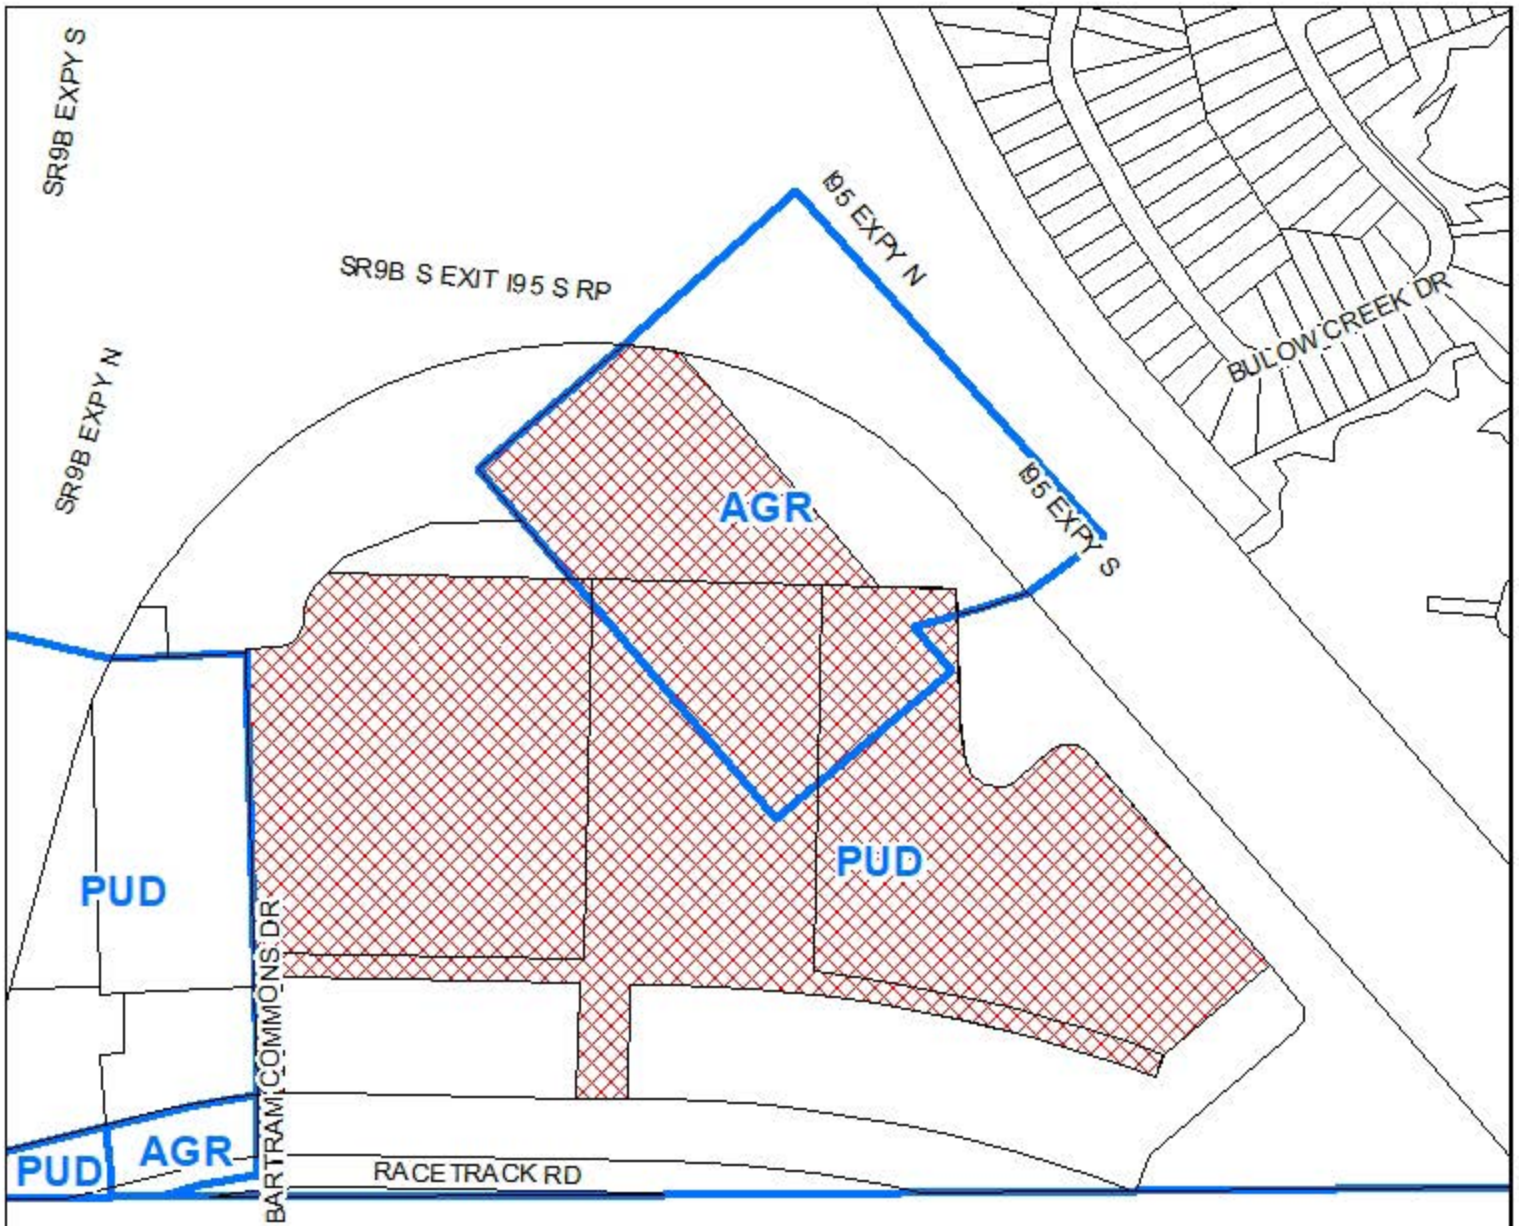 SR9B EXPY S
I95 EXPY N
SR9B S EXIT I95 S RP
BULOW CREEK DR
SR9B EXPY N
I95 EXPY S
AGR
PUD
PUD
BARTRAM COMMONS DR
AGR
PUD
RACETRACK RD